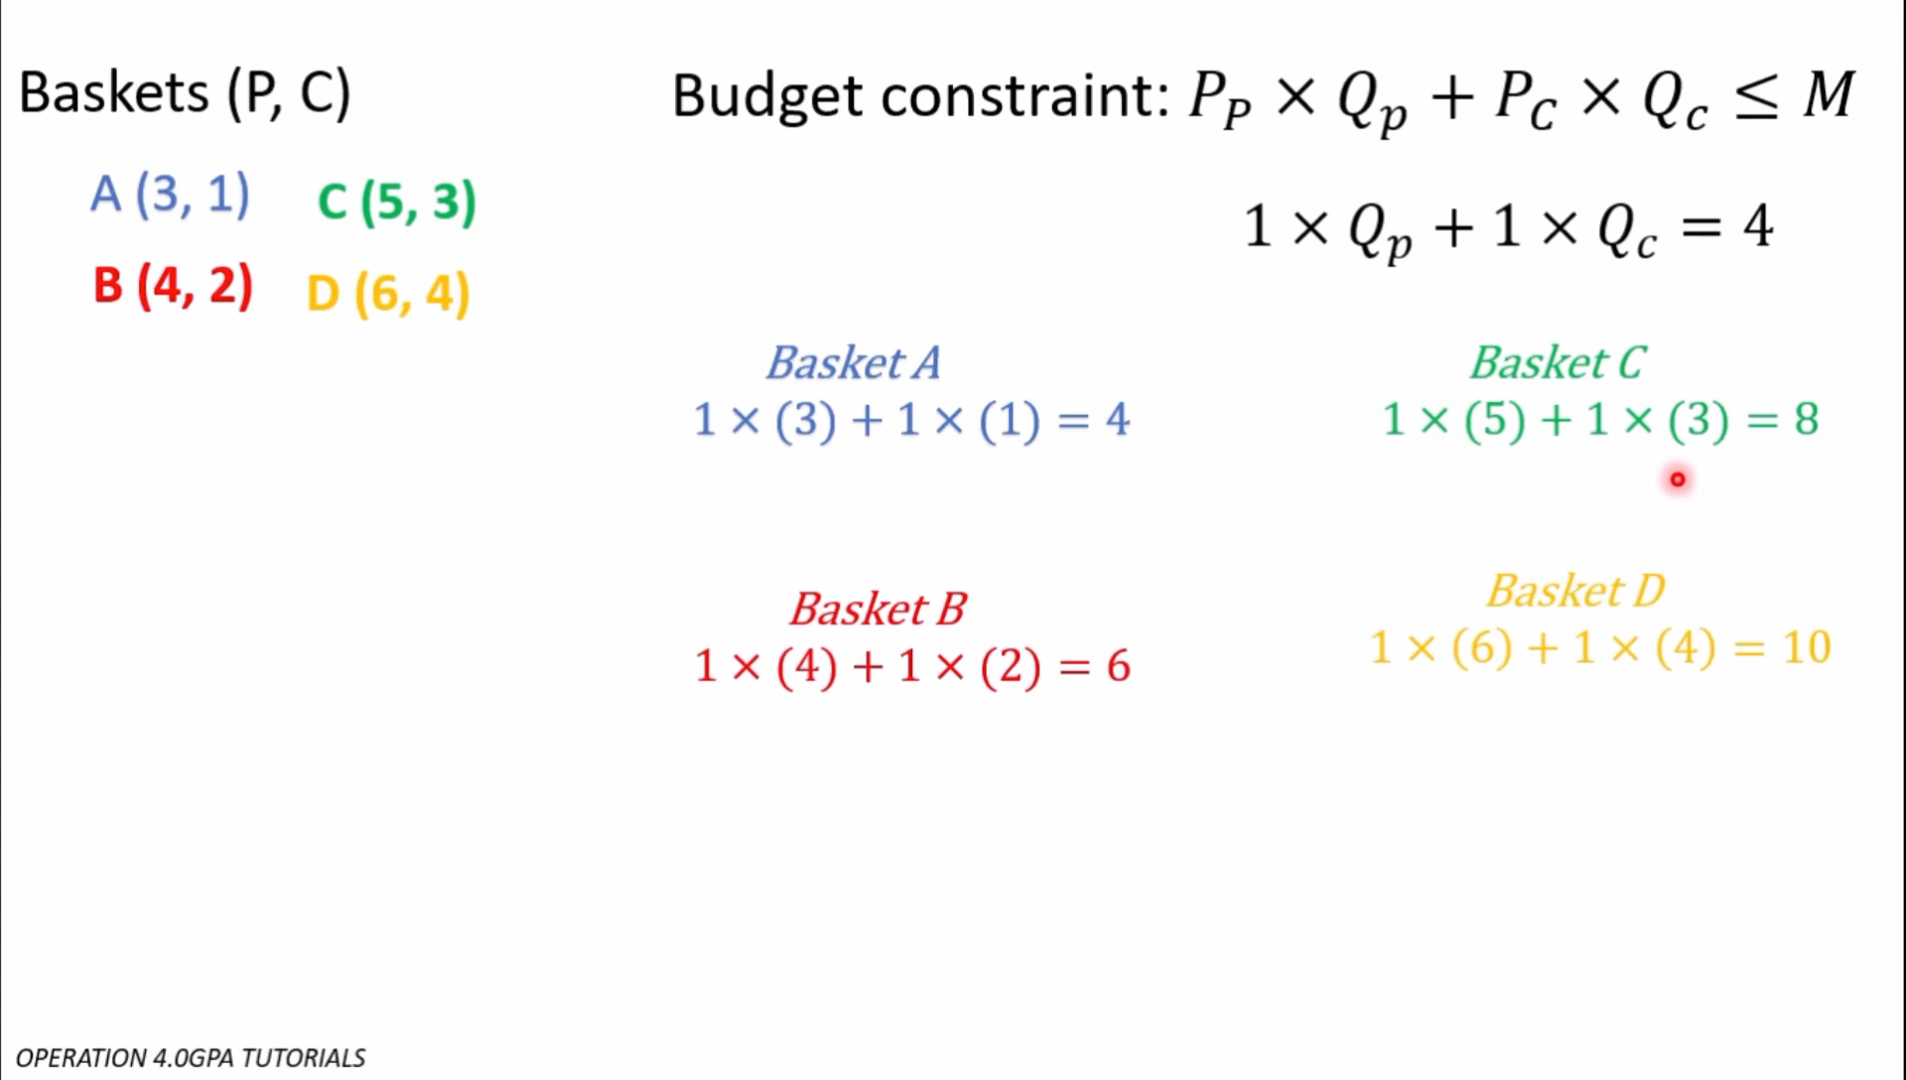 Baskets (P, C)
Budget constraint: P_P × Q_p + P_C × Q_c ≤ M
A (3, 1)
C (5, 3)
1 × Q_p + 1 × Q_c = 4
B (4, 2)
D (6, 4)
Basket A
1 × (3) + 1 × (1) = 4
Basket C
1 × (5) + 1 × (3) = 8
Basket B
1 × (4) + 1 × (2) = 6
Basket D
1 × (6) + 1 × (4) = 10
OPERATION 4.0GPA TUTORIALS